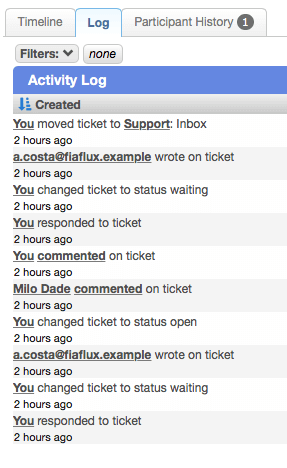 Timeline Log Participant History 1
Filters: none
Activity Log
Created
You moved ticket to Support: Inbox
2 hours ago
a.costa@fiaflux.example wrote on ticket
2 hours ago
You changed ticket to status waiting
2 hours ago
You responded to ticket
2 hours ago
You commented on ticket
2 hours ago
Milo Dade commented on ticket
2 hours ago
You changed ticket to status open
2 hours ago
a.costa@fiaflux.example wrote on ticket
2 hours ago
You changed ticket to status waiting
2 hours ago
You responded to ticket
2 hours ago